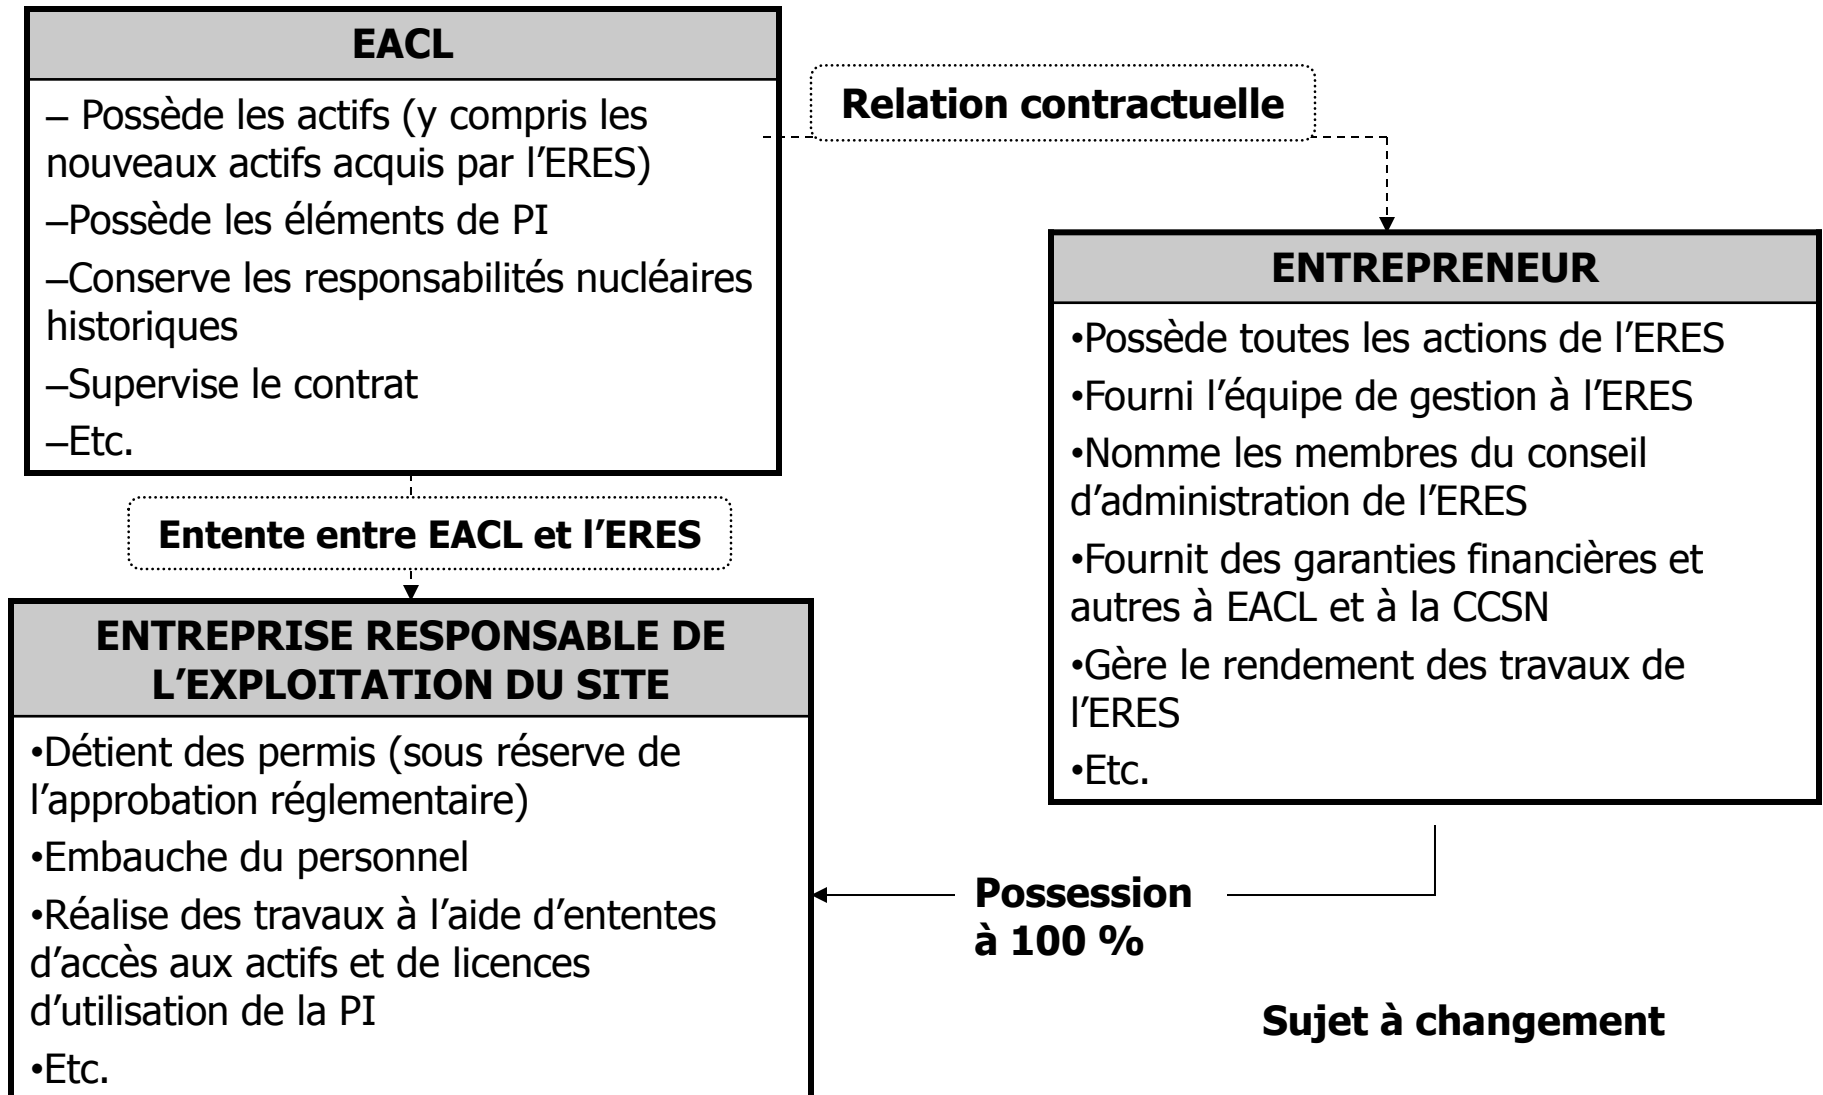 EACL
– Possède les actifs (y compris les
nouveaux actifs acquis par l’ERES)
–Possède les éléments de PI
–Conserve les responsabilités nucléaires
historiques
–Supervise le contrat
–Etc.
Relation contractuelle
ENTREPRENEUR
•Possède toutes les actions de l’ERES
•Fourni l’équipe de gestion à l’ERES
•Nomme les membres du conseil
d’administration de l’ERES
•Fournit des garanties financières et
autres à EACL et à la CCSN
•Gère le rendement des travaux de
l’ERES
•Etc.
Entente entre EACL et l’ERES
ENTREPRISE RESPONSABLE DE
L’EXPLOITATION DU SITE
•Détient des permis (sous réserve de
l’approbation réglementaire)
•Embauche du personnel
•Réalise des travaux à l’aide d’ententes
d’accès aux actifs et de licences
d’utilisation de la PI
•Etc.
Possession
à 100 %
Sujet à changement